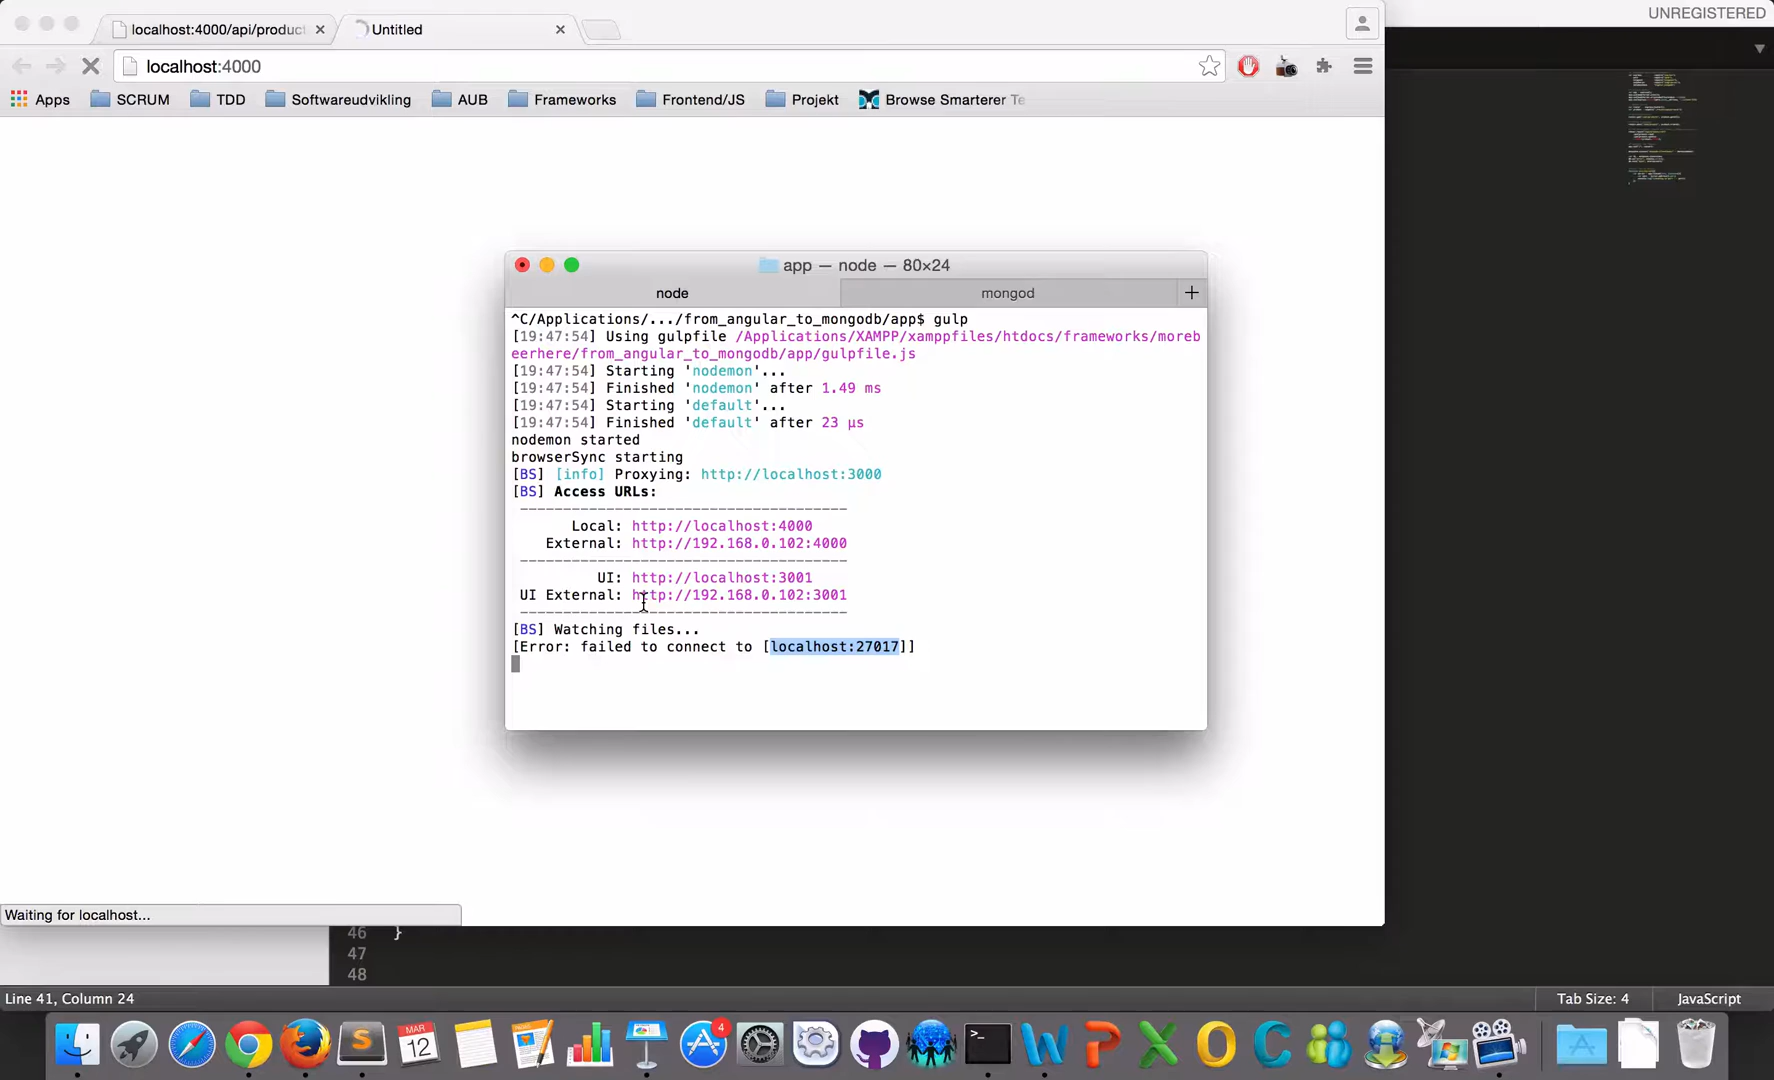 UNREGISTERED
localhost:4000/api/product
Untitled
localhost:4000
Apps
SCRUM
TDD
Softwareudvikling
AUB
Frameworks
Frontend/JS
Projekt
Browse Smarterer Te
app — node — 80×24
node
mongod
^C/Applications/.../from_angular_to_mongodb/app$ gulp
[19:47:54] Using gulpfile /Applications/XAMPP/xamppfiles/htdocs/frameworks/moreb
eerhere/from_angular_to_mongodb/app/gulpfile.js
[19:47:54] Starting 'nodemon'...
[19:47:54] Finished 'nodemon' after 1.49 ms
[19:47:54] Starting 'default'...
[19:47:54] Finished 'default' after 23 μs
nodemon started
browserSync starting
[BS] [info] Proxying: http://localhost:3000
[BS] Access URLs:
--------------------------------------
Local: http://localhost:4000
External: http://192.168.0.102:4000
--------------------------------------
UI: http://localhost:3001
UI External: http://192.168.0.102:3001
--------------------------------------
[BS] Watching files...
[Error: failed to connect to [localhost:27017]]
Waiting for localhost...
46 }
47
48
Line 41, Column 24
Tab Size: 4
JavaScript
MAR
12
4